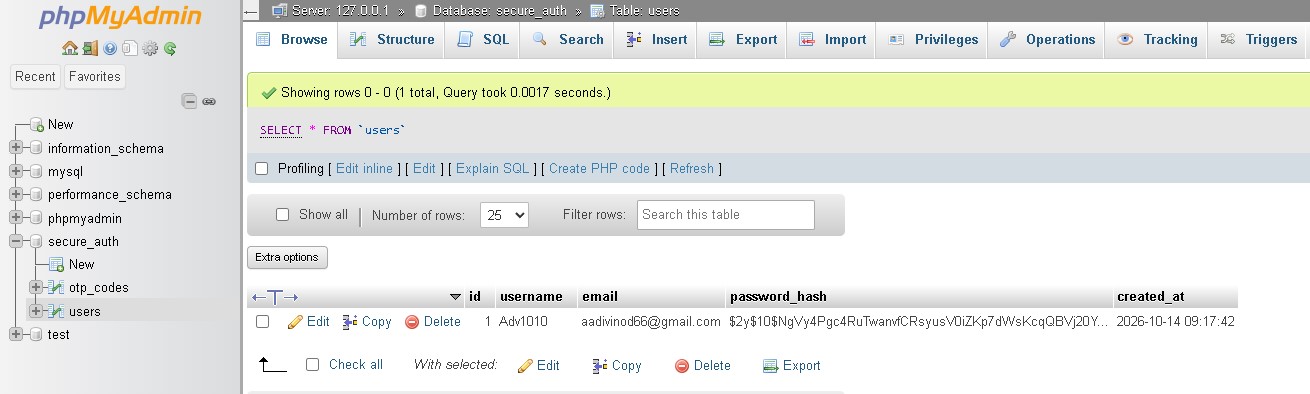 phpMyAdmin
Recent Favorites
New
information_schema
mysql
performance_schema
phpmyadmin
secure_auth
New
otp_codes
users
test
Server: 127.0.0.1 » Database: secure_auth » Table: users
Browse Structure SQL Search Insert Export Import Privileges Operations Tracking Triggers
Showing rows 0 - 0 (1 total, Query took 0.0017 seconds.)
SELECT * FROM `users`
Profiling [ Edit inline ] [ Edit ] [ Explain SQL ] [ Create PHP code ] [ Refresh ]
Show all Number of rows: 25 Filter rows: Search this table
Extra options
←T→ id username email password_hash created_at
Edit Copy Delete 1 Adv1010 aadivinod66@gmail.com $2y$10$NgVy4Pgc4RuTwanvfCRsyusV0iZKp7dWsKcqQBVj20Y... 2026-10-14 09:17:42
Check all With selected: Edit Copy Delete Export